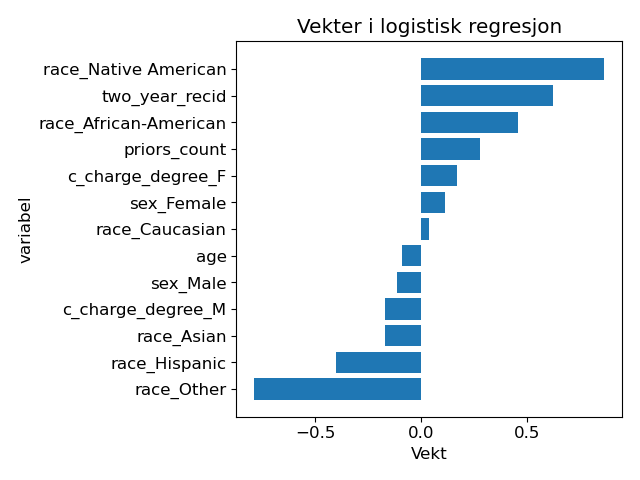 Vekter i logistisk regresjon
race_Native American
two_year_recid
race_African-American
priors_count
c_charge_degree_F
sex_Female
race_Caucasian
age
sex_Male
c_charge_degree_M
race_Asian
race_Hispanic
race_Other
variabel
−0.5 0.0 0.5
Vekt